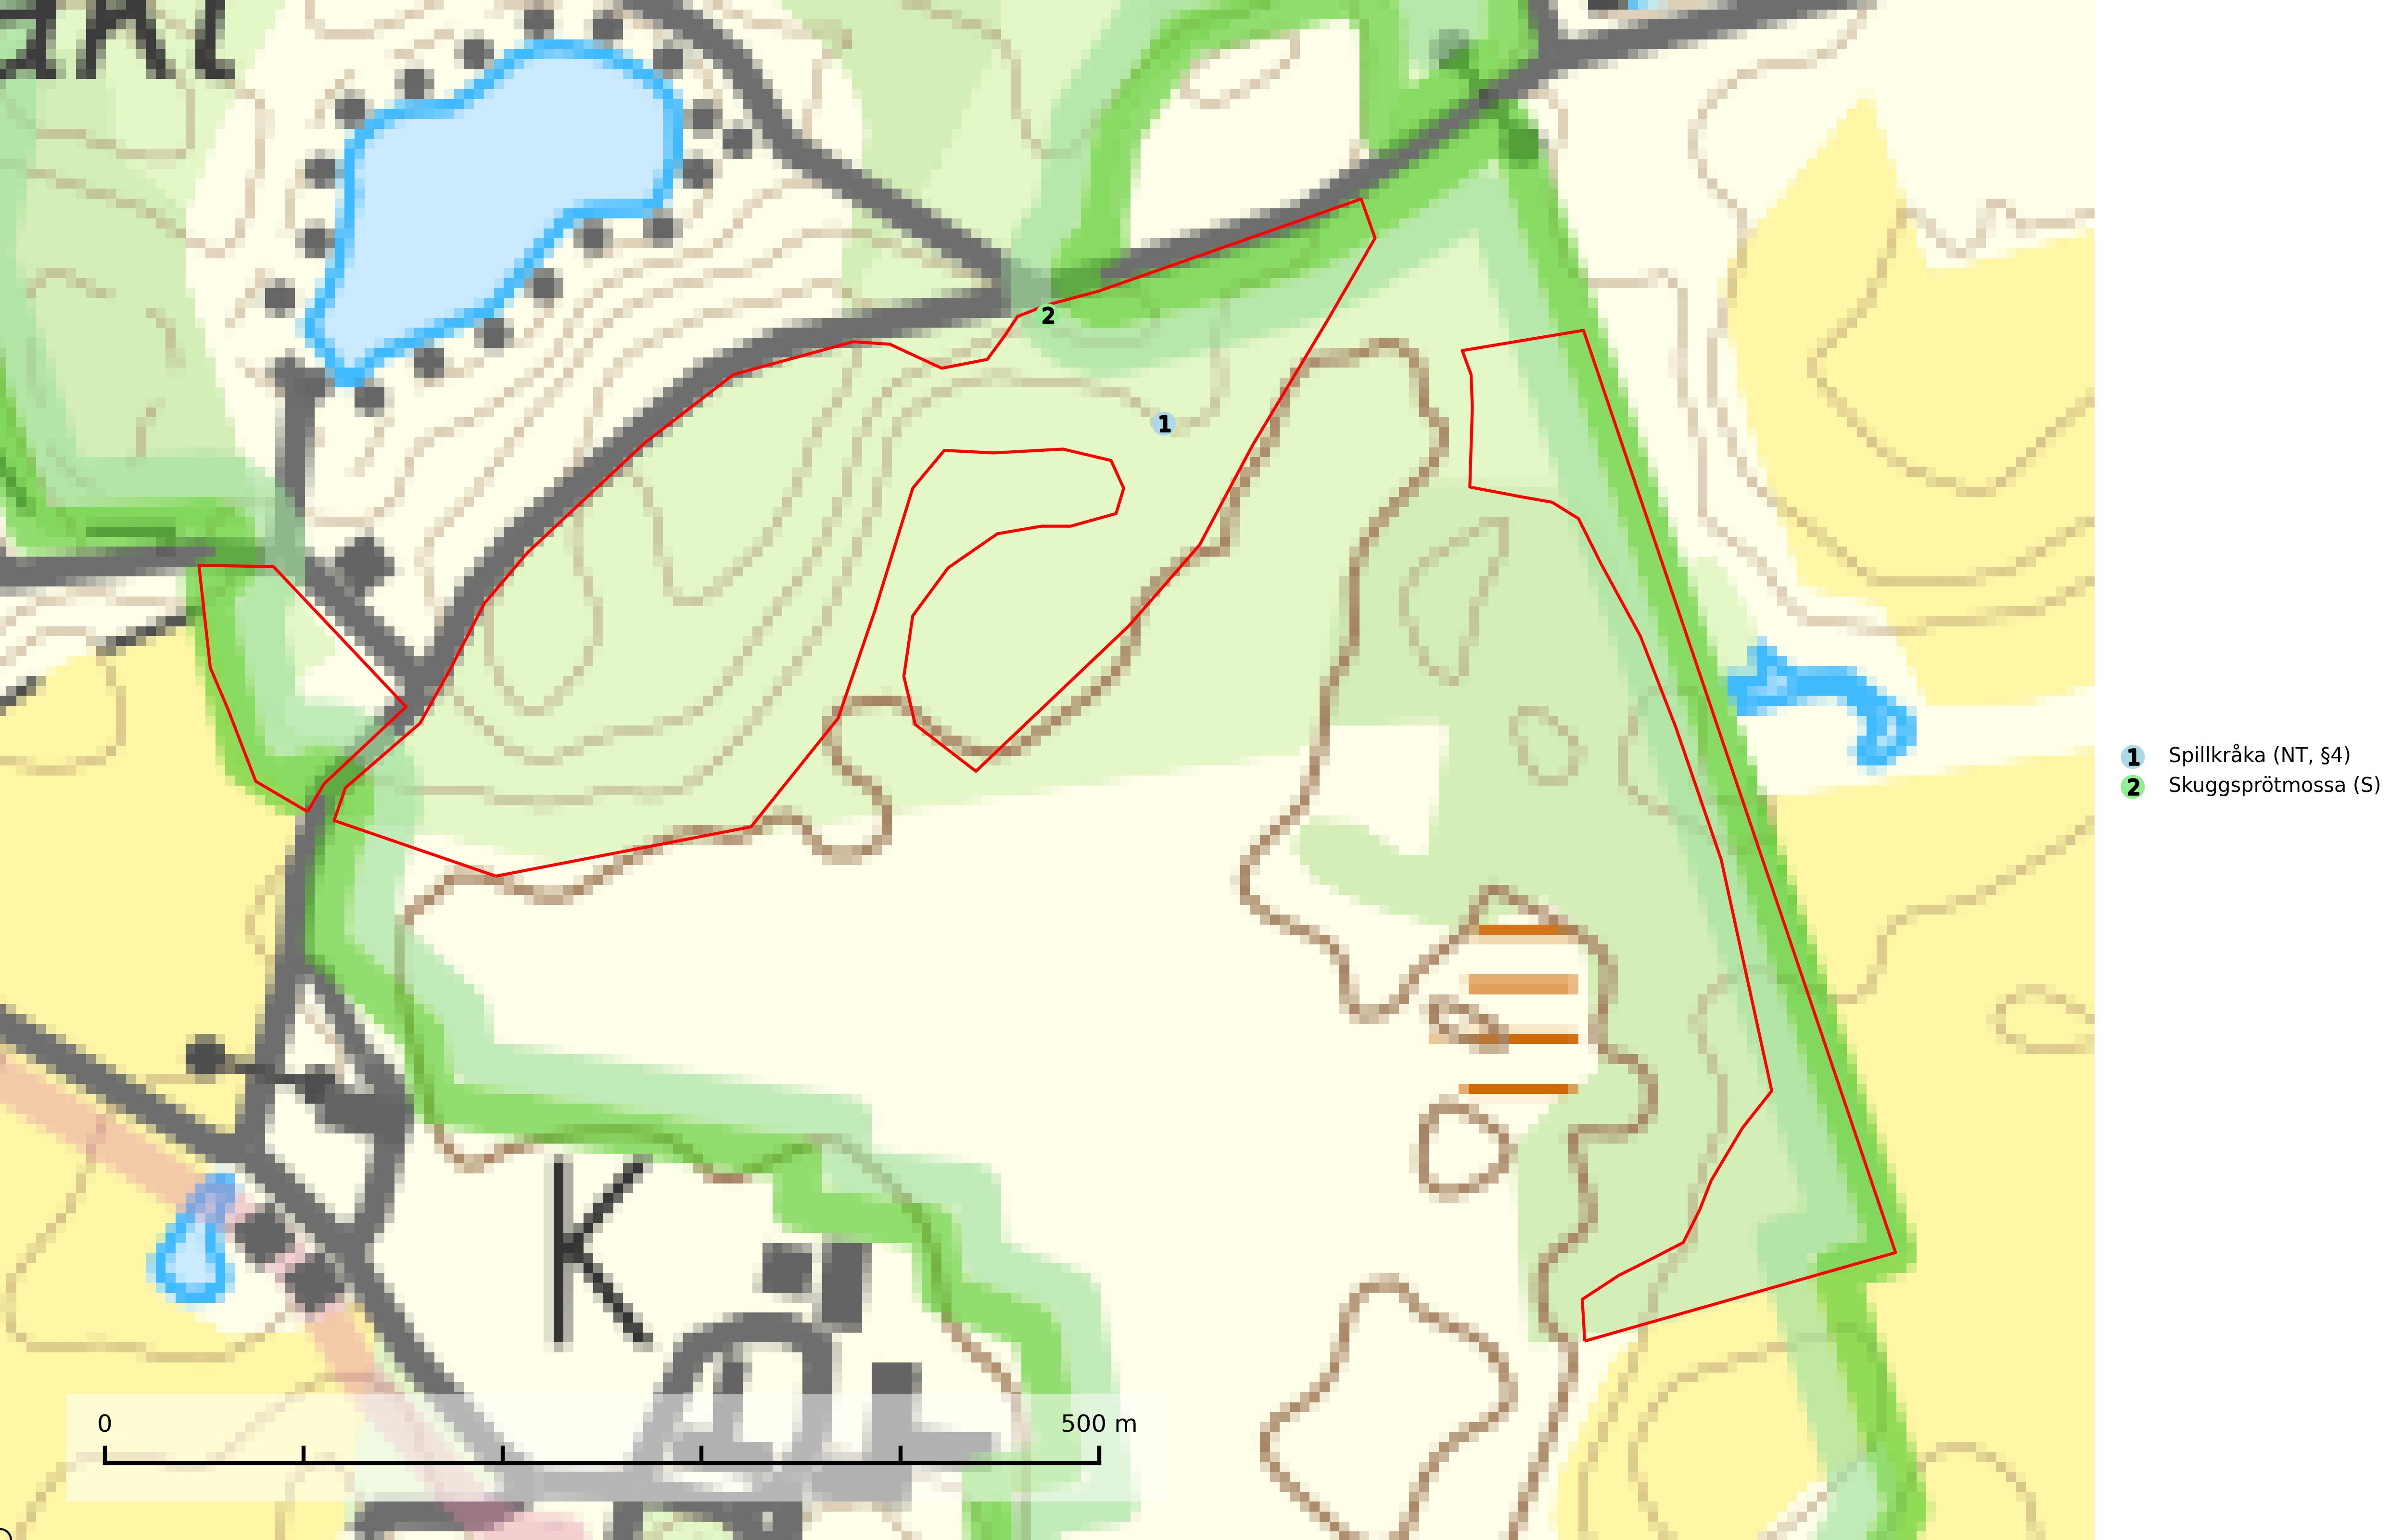 2
1
1 Spillkråka (NT, §4)
2 Skuggsprötmossa (S)
K
0 500 m